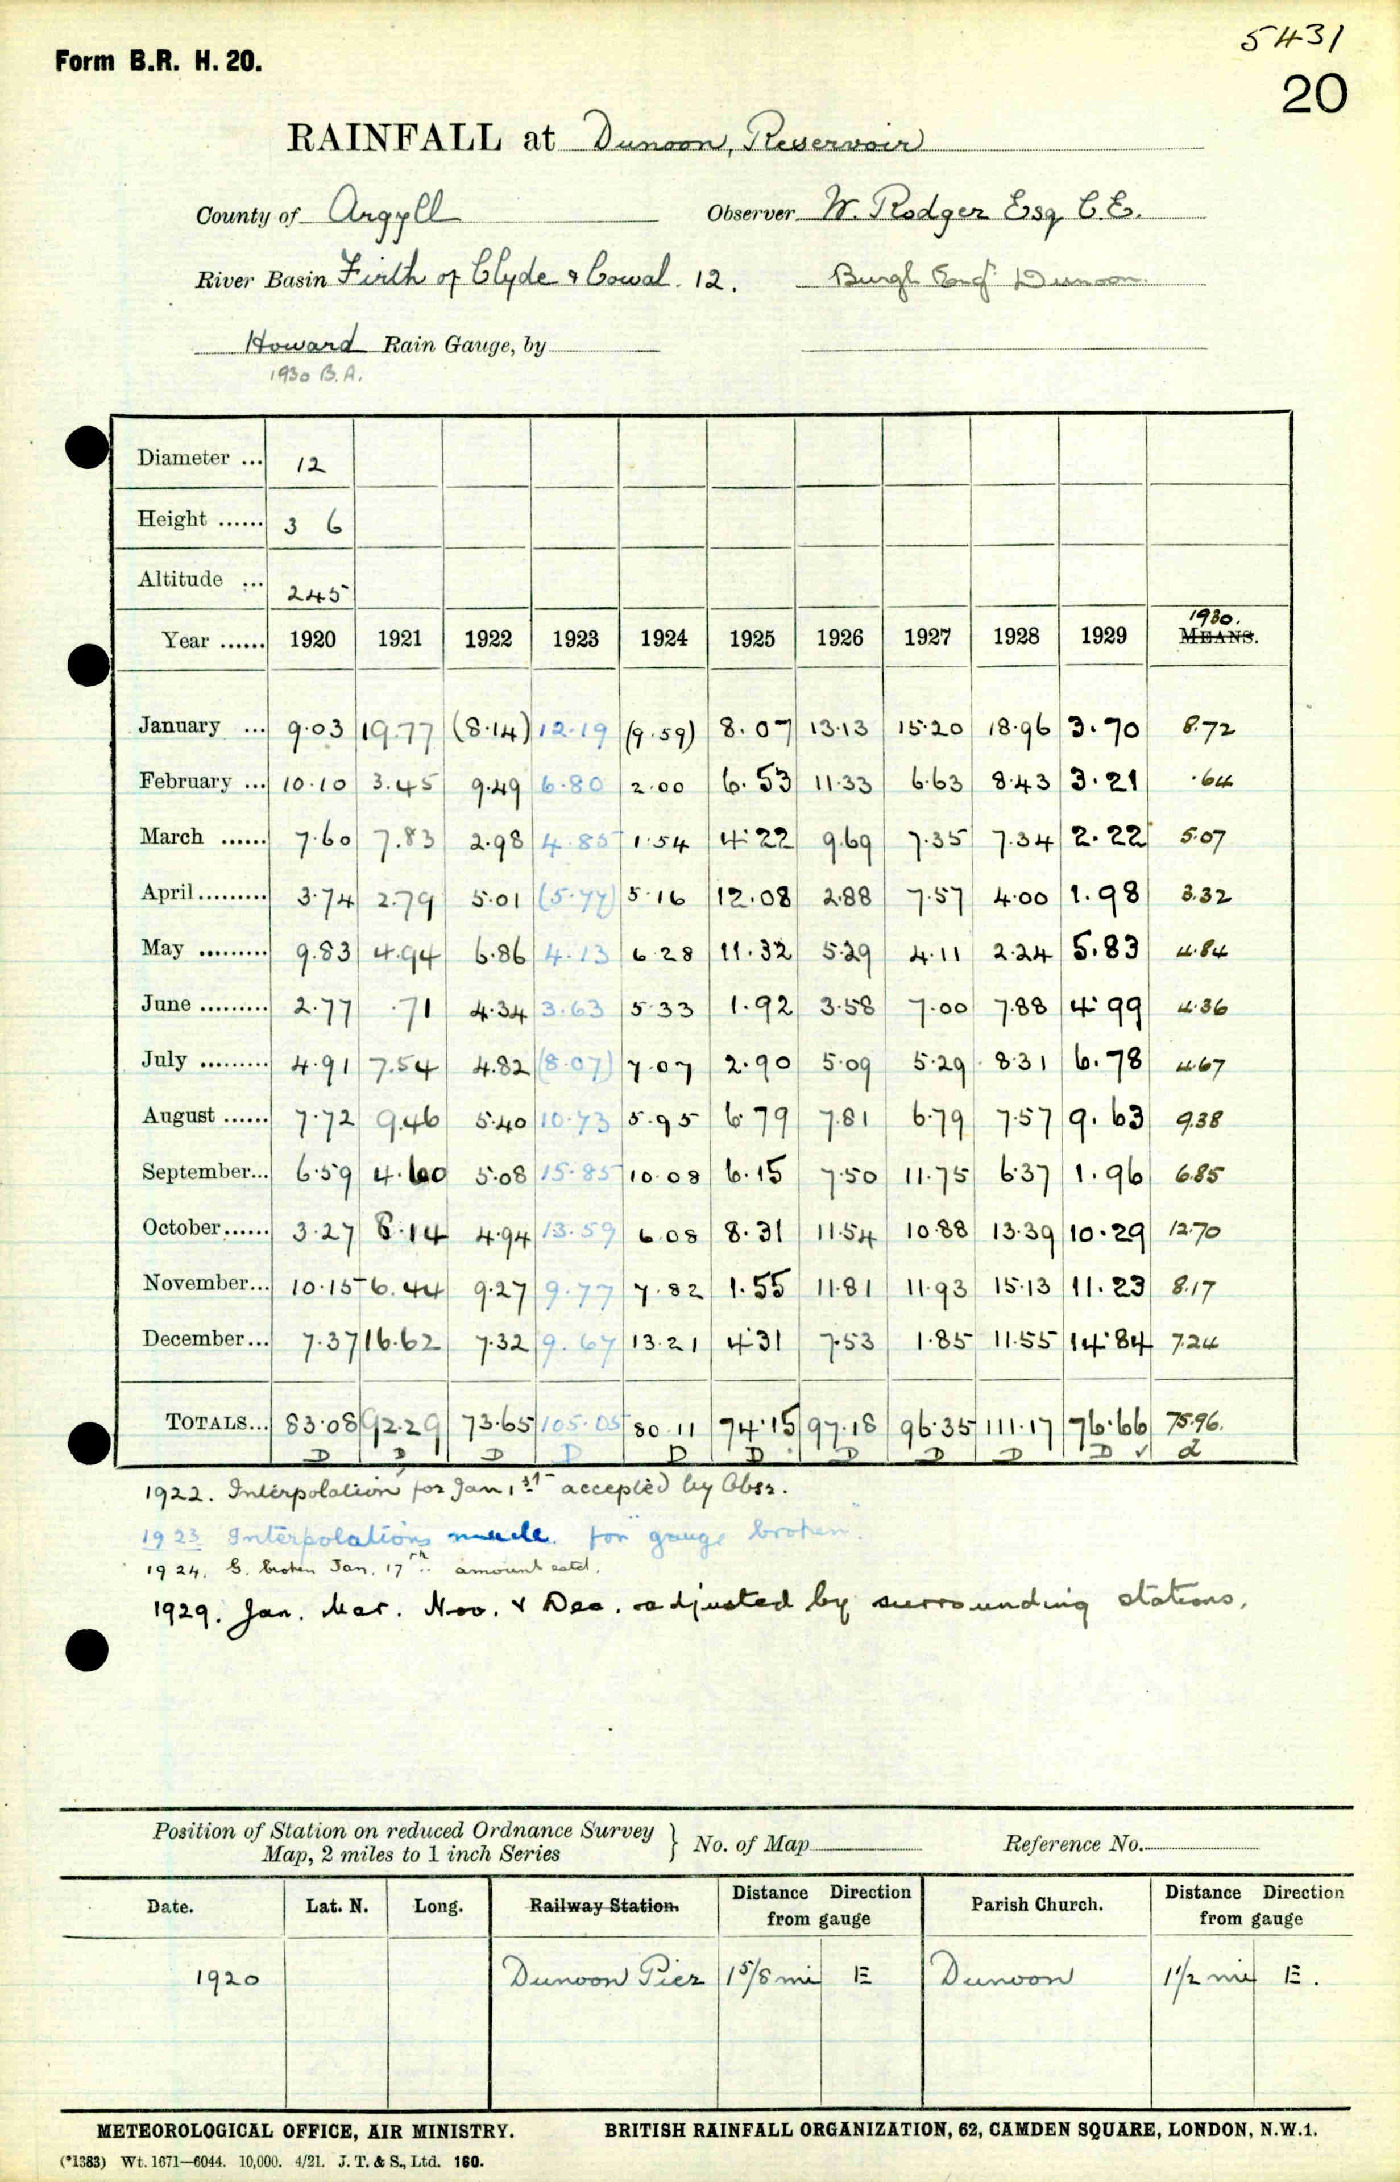 5431
Form B.R. H. 20.
20
RAINFALL at Dunoon, Reservoir
County of Argyll Observer W. Rodger Esq C.E.
River Basin Firth of Clyde & Cowal. 12. Burgh Engr Dunoon
Howard Rain Gauge, by
1930 B.A.
Diameter ... 12
Height ...... 3 6
Altitude ... 245
Year ...... 1920 1921 1922 1923 1924 1925 1926 1927 1928 1929 1930. MEANS.
January ... 9.03 19.77 (8.14) 12.19 (9.59) 8.07 13.13 15.20 18.96 3.70 8.72
February ... 10.10 3.45 9.49 6.80 2.00 6.53 11.33 6.63 8.43 3.21 .64
March ...... 7.60 7.83 2.98 4.85 1.54 4.22 9.69 7.35 7.34 2.22 5.07
April......... 3.74 2.79 5.01 (5.77) 5.16 12.08 2.88 7.57 4.00 1.98 3.32
May ......... 9.83 4.94 6.86 4.13 6.28 11.32 5.29 4.11 2.24 5.83 4.84
June ......... 2.77 .71 4.34 3.63 5.33 1.92 3.58 7.00 7.88 4.99 4.36
July ......... 4.91 7.54 4.82 (8.07) 7.07 2.90 5.09 5.29 8.31 6.78 4.67
August ...... 7.72 9.46 5.40 10.73 5.95 6.79 7.81 6.79 7.57 9.63 9.38
September... 6.59 4.60 5.08 15.85 10.08 6.15 7.50 11.75 6.37 1.96 6.85
October...... 3.27 8.14 4.94 13.59 6.08 8.31 11.54 10.88 13.39 10.29 12.70
November... 10.15 6.44 9.27 9.77 7.82 1.55 11.81 11.93 15.13 11.23 8.17
December... 7.37 16.62 7.32 9.67 13.21 4.31 7.53 1.85 11.55 14.84 7.24
TOTALS... 83.08 92.29 73.65 105.05 80.11 74.15 97.18 96.35 111.17 76.66 75.96.
D D D D D D D D D D ✓ d
1922. Interpolation for Jan 1st accepted by Obsr.
1923 Interpolations made for "gauge broken".
1924. G. broken Jan. 17th. amount estd.
1929. Jan. Mar. Nov. & Dec. adjusted by surrounding stations.
Position of Station on reduced Ordnance Survey Map, 2 miles to 1 inch Series } No. of Map Reference No.
Date. Lat. N. Long. Railway Station. Distance Direction from gauge Parish Church. Distance Direction from gauge
1920 Dunoon Pier 1 5/8 mi E Dunoon 1 1/2 mi E.
METEOROLOGICAL OFFICE, AIR MINISTRY. BRITISH RAINFALL ORGANIZATION, 62, CAMDEN SQUARE, LONDON, N.W.1.
(*1383) Wt. 1671—6044. 10,000. 4/21. J. T. & S., Ltd. 160.